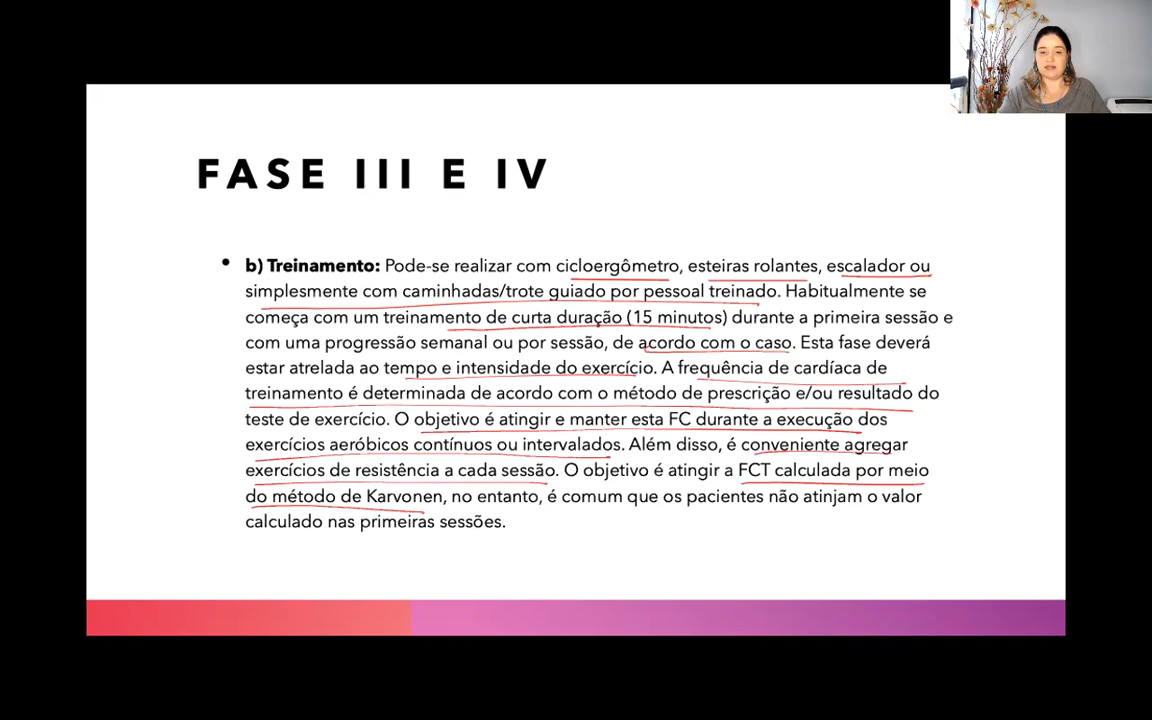 FASE III E IV
• b) Treinamento: Pode-se realizar com cicloergômetro, esteiras rolantes, escalador ou
simplesmente com caminhadas/trote guiado por pessoal treinado. Habitualmente se
começa com um treinamento de curta duração (15 minutos) durante a primeira sessão e
com uma progressão semanal ou por sessão, de acordo com o caso. Esta fase deverá
estar atrelada ao tempo e intensidade do exercício. A frequência de cardíaca de
treinamento é determinada de acordo com o método de prescrição e/ou resultado do
teste de exercício. O objetivo é atingir e manter esta FC durante a execução dos
exercícios aeróbicos contínuos ou intervalados. Além disso, é conveniente agregar
exercícios de resistência a cada sessão. O objetivo é atingir a FCT calculada por meio
do método de Karvonen, no entanto, é comum que os pacientes não atinjam o valor
calculado nas primeiras sessões.